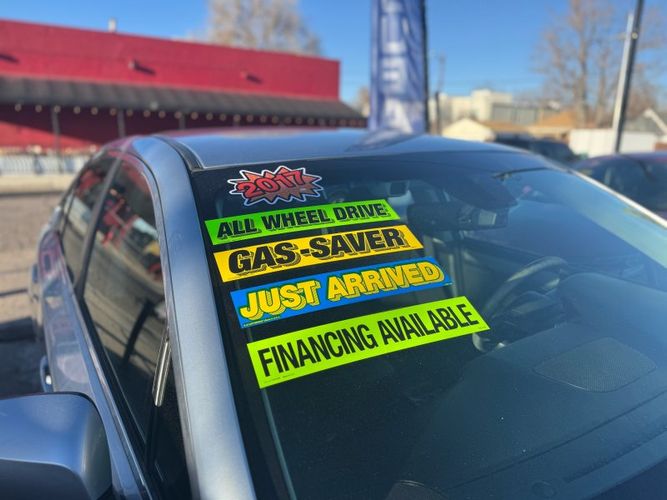 2017
ALL WHEEL DRIVE
GAS-SAVER
JUST ARRIVED
FINANCING AVAILABLE